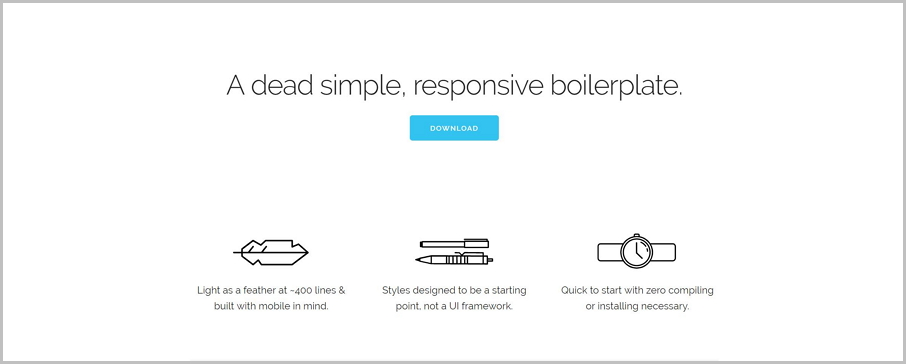 A dead simple, responsive boilerplate.
DOWNLOAD
Light as a feather at ~400 lines &
built with mobile in mind.
Styles designed to be a starting
point, not a UI framework.
Quick to start with zero compiling
or installing necessary.